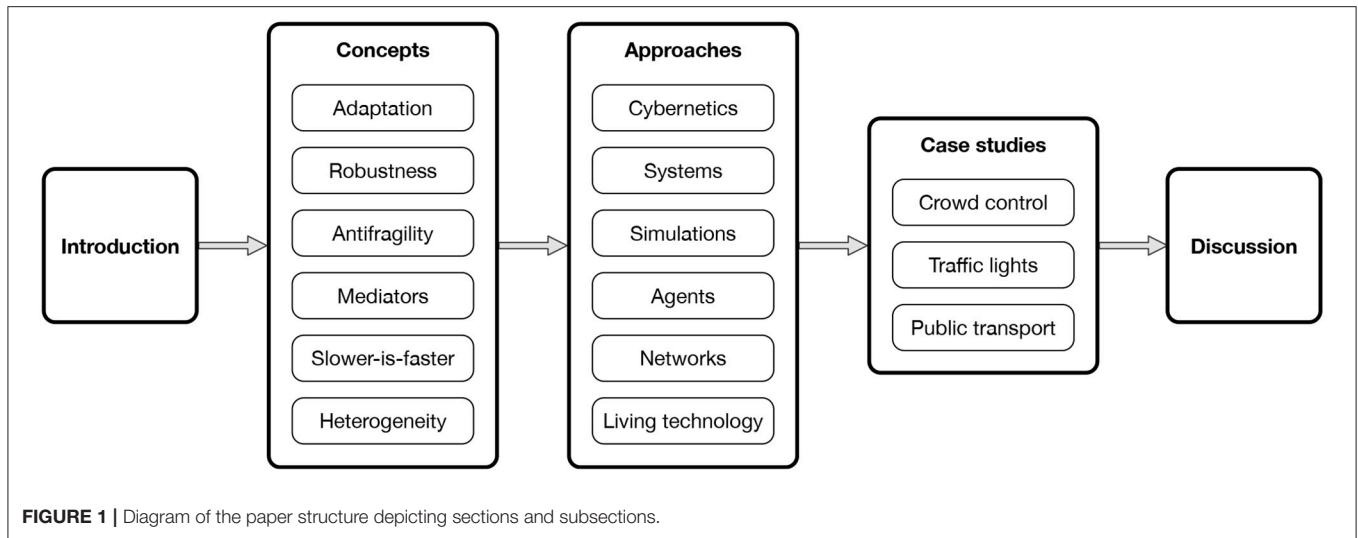 Introduction
Concepts
Adaptation
Robustness
Antifragility
Mediators
Slower-is-faster
Heterogeneity
Approaches
Cybernetics
Systems
Simulations
Agents
Networks
Living technology
Case studies
Crowd control
Traffic lights
Public transport
Discussion
FIGURE 1 | Diagram of the paper structure depicting sections and subsections.